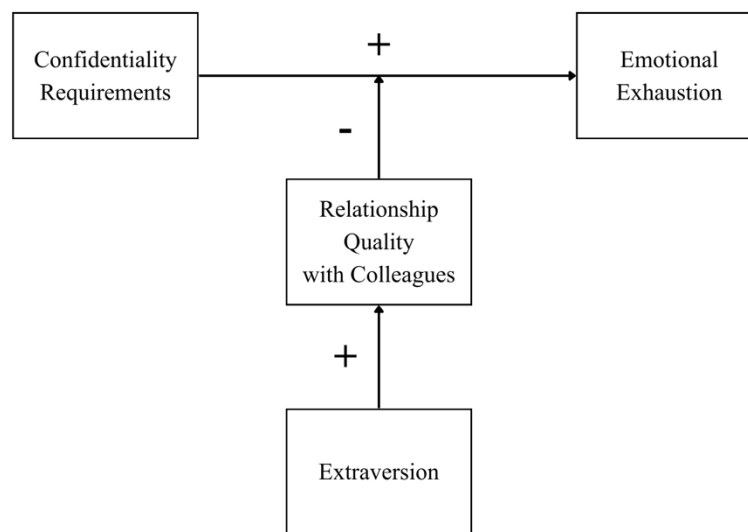 Confidentiality
Requirements
+
Emotional
Exhaustion
-
Relationship
Quality
with Colleagues
+
Extraversion